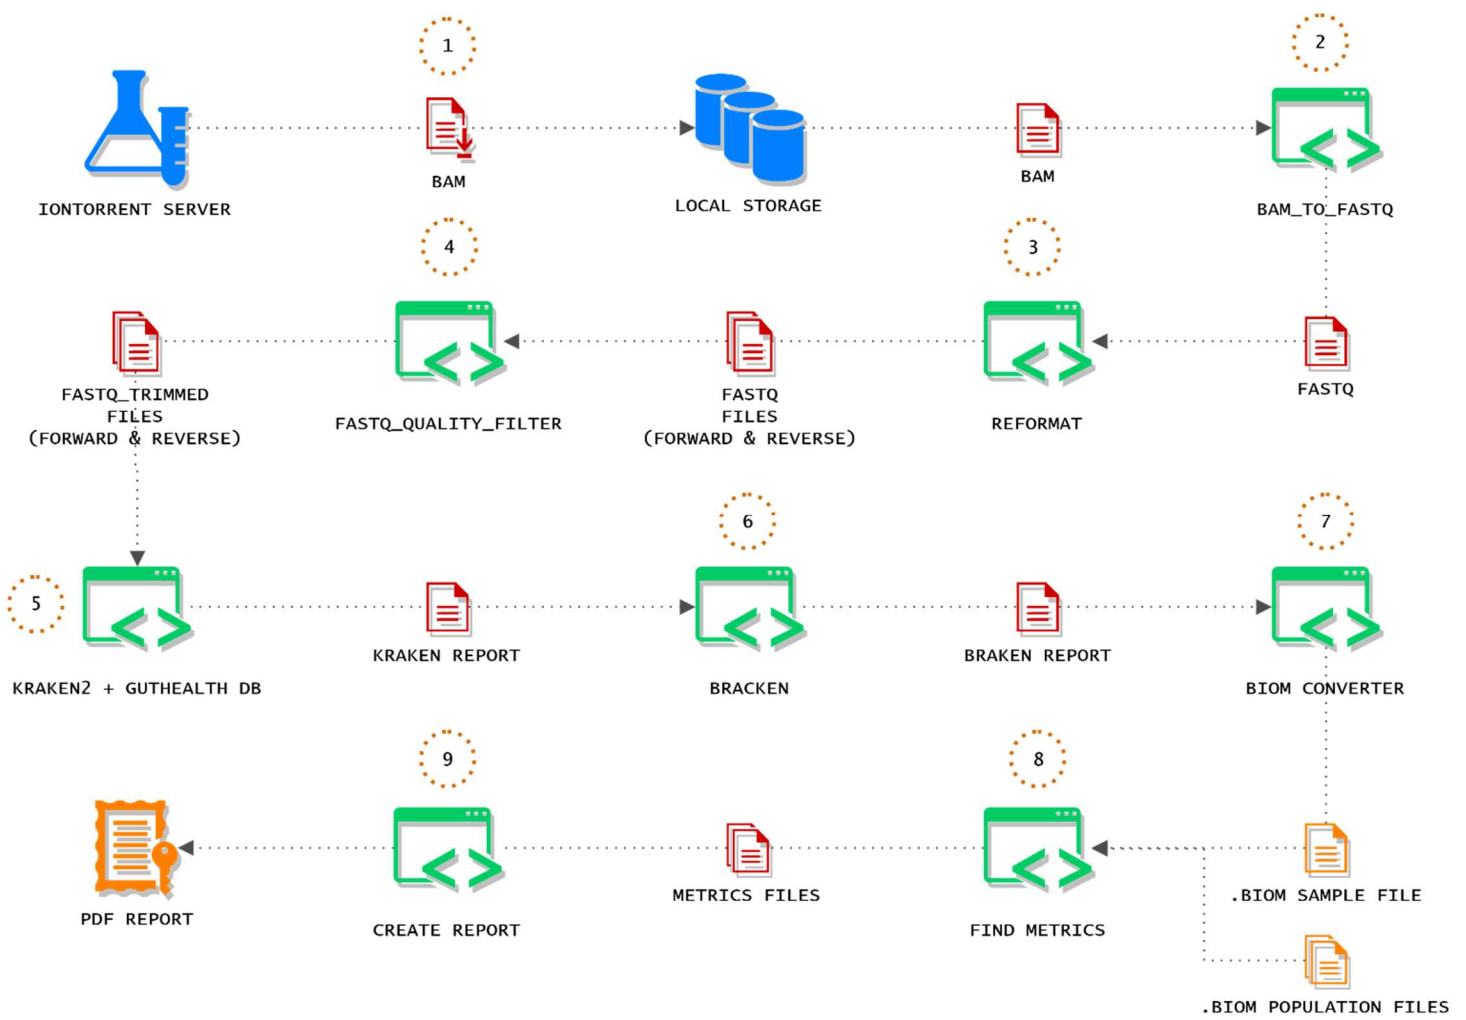 1
2
BAM
BAM
IONTORRENT SERVER
LOCAL STORAGE
BAM_TO_FASTQ
4
3
FASTQ_TRIMMED
FILES
(FORWARD & REVERSE)
FASTQ_QUALITY_FILTER
FASTQ
FILES
(FORWARD & REVERSE)
REFORMAT
FASTQ
5
6
7
KRAKEN2 + GUTHEALTH DB
KRAKEN REPORT
BRACKEN
BRAKEN REPORT
BIOM CONVERTER
9
8
PDF REPORT
CREATE REPORT
METRICS FILES
FIND METRICS
.BIOM SAMPLE FILE
.BIOM POPULATION FILES